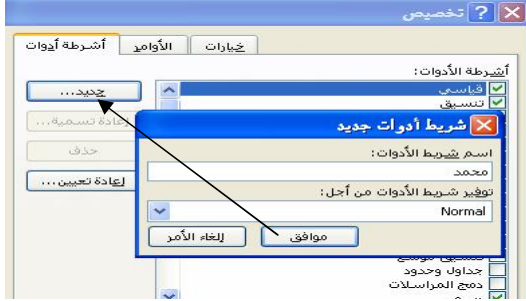 تخصيص
أشرطة أدوات
الأوامر
خيارات
أشرطة الأدوات:
قياسي
تنسيق
جديد...
إعادة تسمية...
حذف
إعادة تعيين...
شريط أدوات جديد
اسم شريط الأدوات:
محمد
توفير شريط الأدوات من أجل:
Normal
موافق
إلغاء الأمر
جداول وحدود
دمج المراسلات